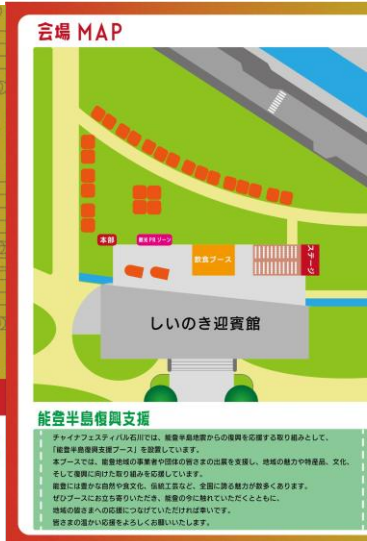 会場 MAP
本部
観光PRゾーン
飲食ブース
ステージ
しいのき迎賓館
能登半島復興支援
チャイナフェスティバル石川では、能登半島地震からの復興を応援する取り組みとして、
「能登半島復興支援ブース」を設置しています。
本ブースでは、能登地域の事業者や団体の皆さまの出展を支援し、地域の魅力や特産品、文化、
そして復興に向けた取り組みを応援しています。
能登には豊かな自然や食文化、伝統工芸など、全国に誇る魅力が数多くあります。
ぜひブースにお立ち寄りいただき、能登の今に触れていただくとともに、
地域の皆さまへの応援につなげていただければ幸いです。
皆さまの温かい応援をよろしくお願いいたします。